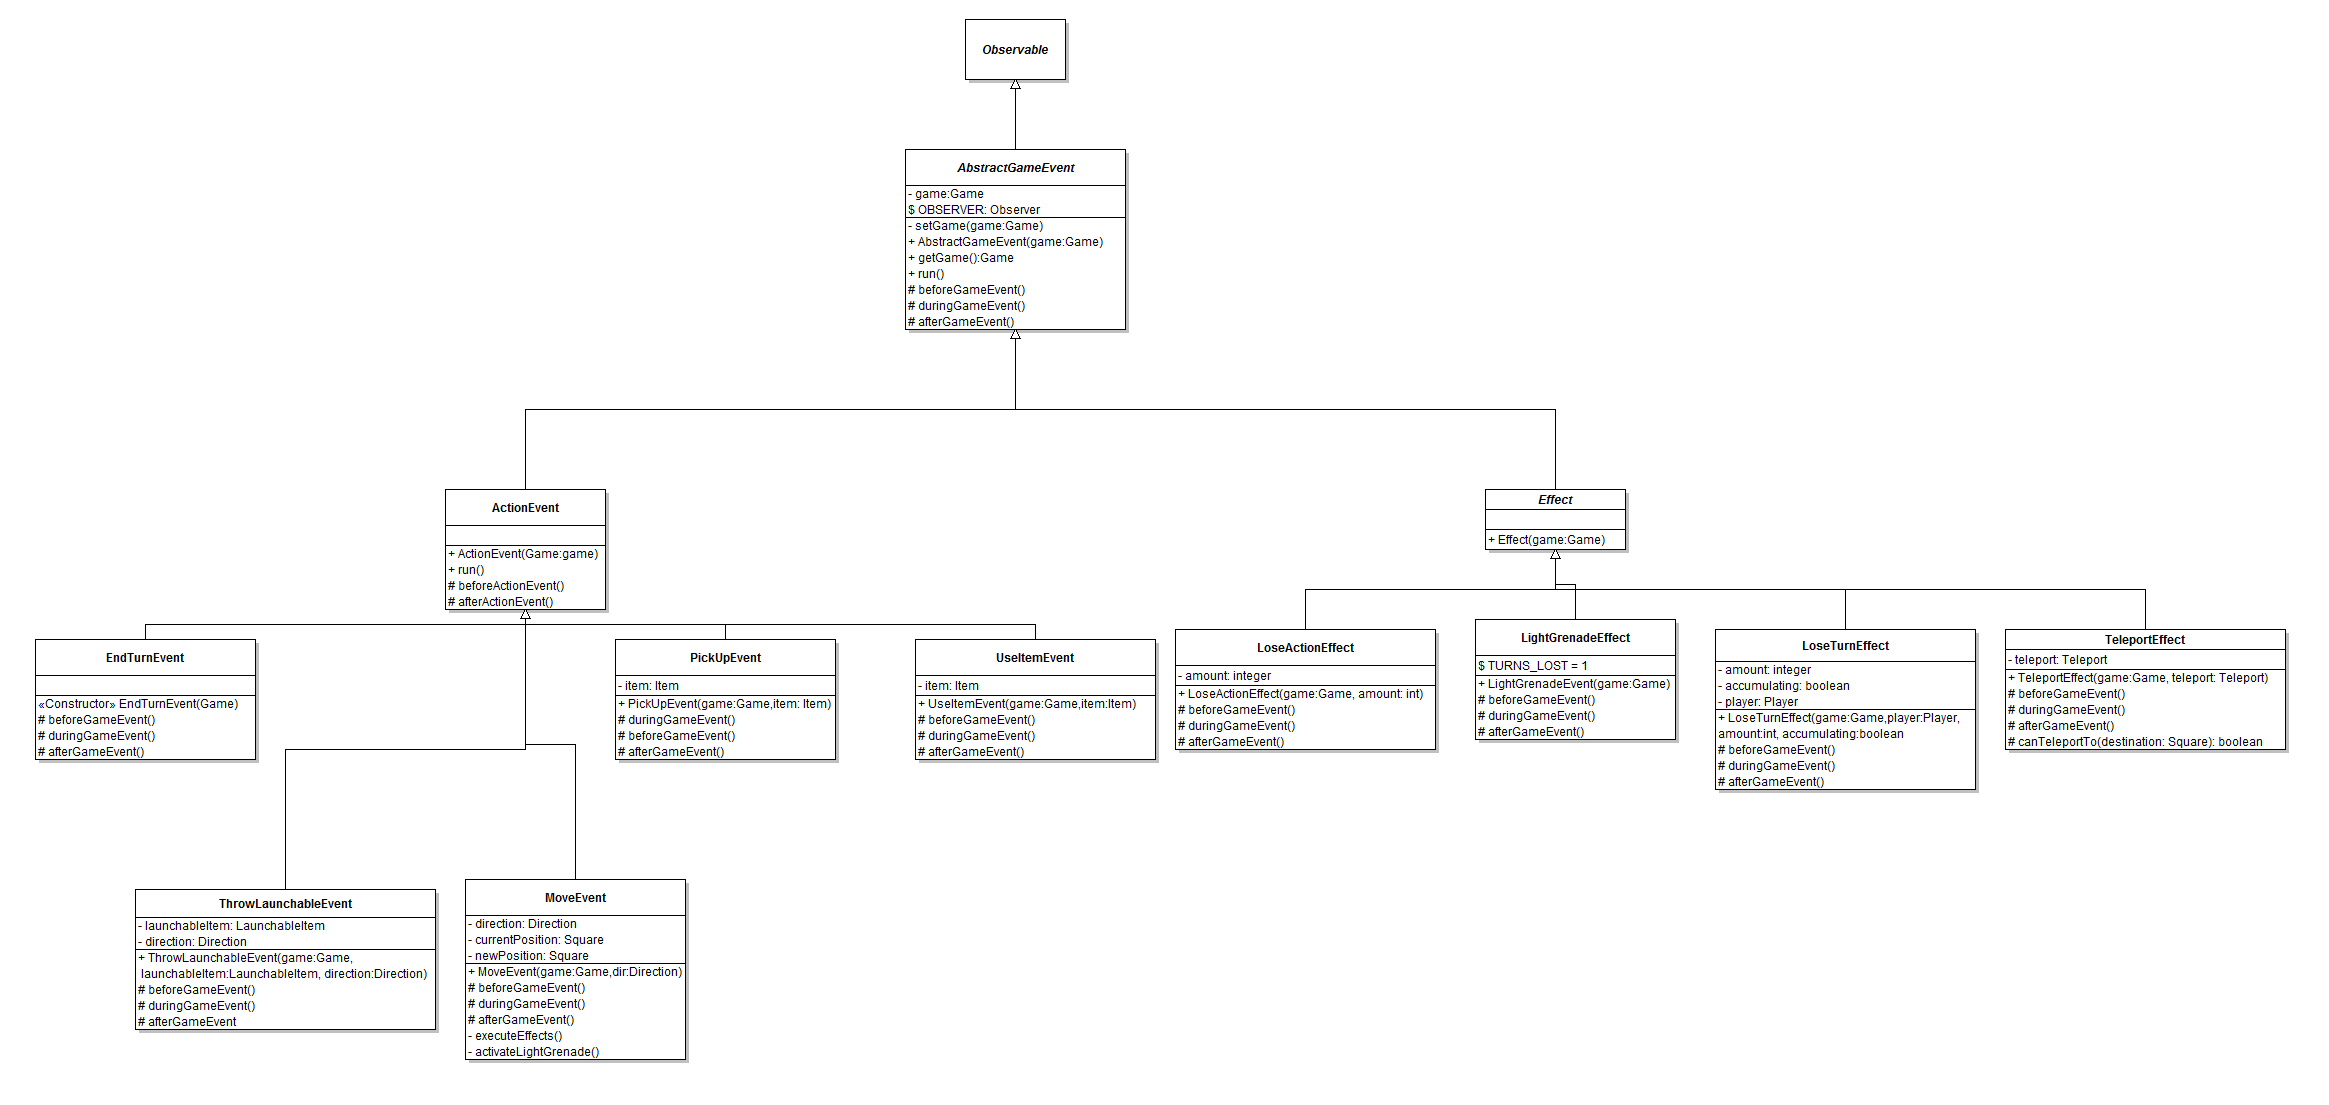 Observable
AbstractGameEvent
- game:Game
$ OBSERVER: Observer
- setGame(game:Game)
+ AbstractGameEvent(game:Game)
+ getGame():Game
+ run()
# beforeGameEvent()
# duringGameEvent()
# afterGameEvent()
ActionEvent
+ ActionEvent(Game:game)
+ run()
# beforeActionEvent()
# afterActionEvent()
Effect
+ Effect(game:Game)
EndTurnEvent
«Constructor» EndTurnEvent(Game)
# beforeGameEvent()
# duringGameEvent()
# afterGameEvent()
PickUpEvent
- item: Item
+ PickUpEvent(game:Game,item: Item)
# duringGameEvent()
# beforeGameEvent()
# afterGameEvent()
UseItemEvent
- item: Item
+ UseItemEvent(game:Game,item:Item)
# beforeGameEvent()
# duringGameEvent()
# afterGameEvent()
LoseActionEffect
- amount: integer
+ LoseActionEffect(game:Game, amount: int)
# beforeGameEvent()
# duringGameEvent()
# afterGameEvent()
LightGrenadeEffect
$ TURNS_LOST = 1
+ LightGrenadeEvent(game:Game)
# beforeGameEvent()
# duringGameEvent()
# afterGameEvent()
LoseTurnEffect
- amount: integer
- accumulating: boolean
- player: Player
+ LoseTurnEffect(game:Game,player:Player,
amount:int, accumulating:boolean
# beforeGameEvent()
# duringGameEvent()
# afterGameEvent()
TeleportEffect
- teleport: Teleport
+ TeleportEffect(game:Game, teleport: Teleport)
# beforeGameEvent()
# duringGameEvent()
# afterGameEvent()
# canTeleportTo(destination: Square): boolean
ThrowLaunchableEvent
- launchableItem: LaunchableItem
- direction: Direction
+ ThrowLaunchableEvent(game:Game,
launchableItem:LaunchableItem, direction:Direction)
# beforeGameEvent()
# duringGameEvent()
# afterGameEvent
MoveEvent
- direction: Direction
- currentPosition: Square
- newPosition: Square
+ MoveEvent(game:Game,dir:Direction)
# beforeGameEvent()
# duringGameEvent()
# afterGameEvent()
- executeEffects()
- activateLightGrenade()